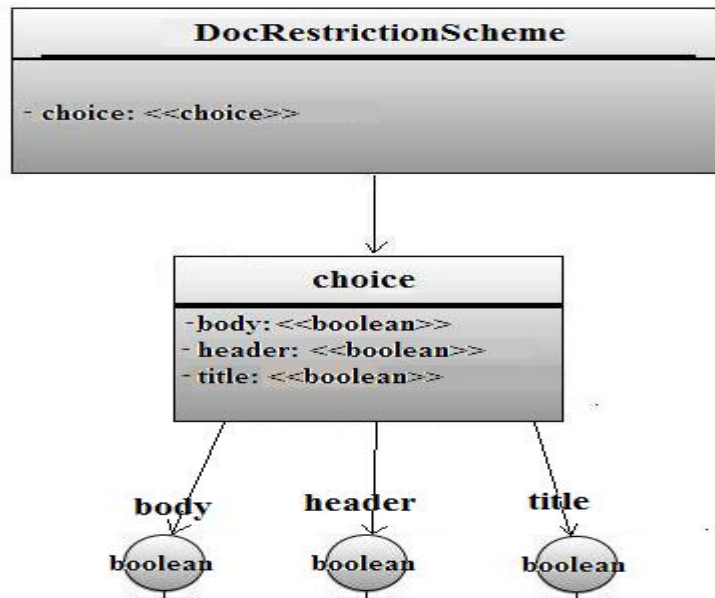 DocRestrictionScheme
- choice: <<choice>>
choice
-body: <<boolean>>
- header: <<boolean>>
- title: <<boolean>>
body header title
boolean boolean boolean